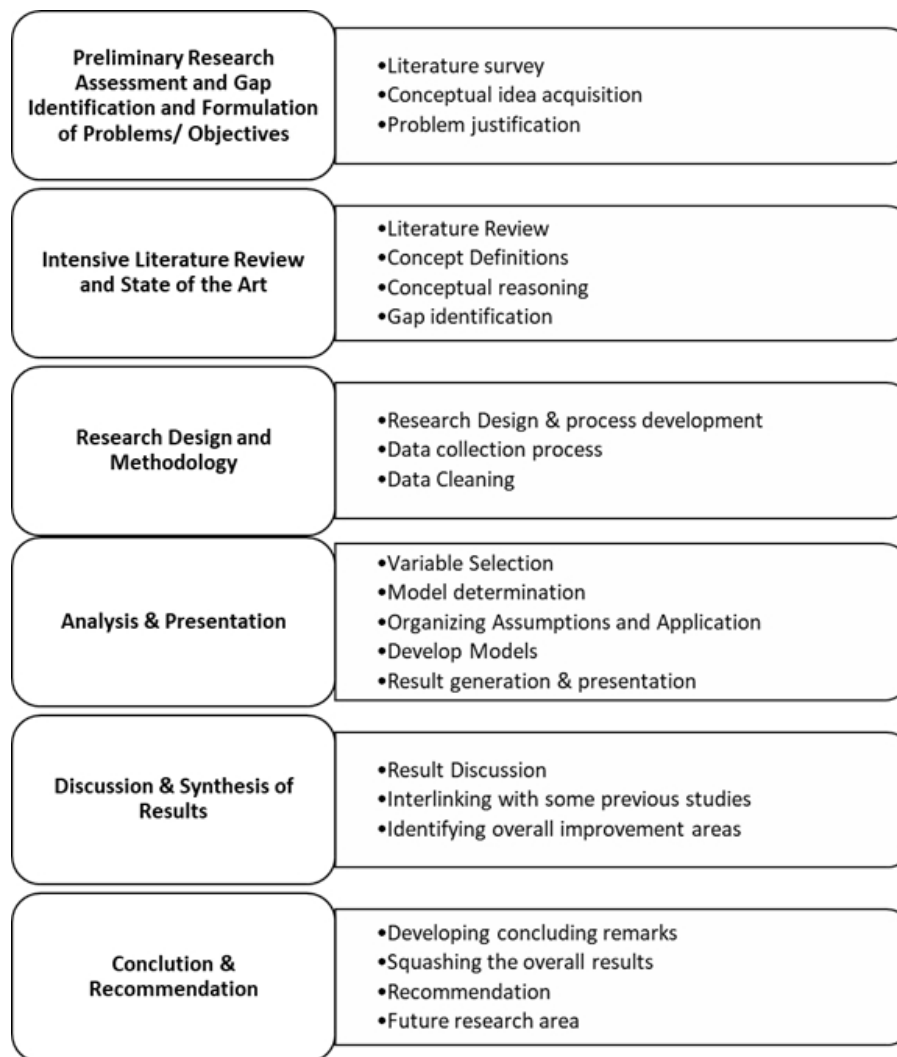 Preliminary Research
Assessment and Gap
Identification and Formulation
of Problems/ Objectives
•Literature survey
•Conceptual idea acquisition
•Problem justification
Intensive Literature Review
and State of the Art
•Literature Review
•Concept Definitions
•Conceptual reasoning
•Gap identification
Research Design and
Methodology
•Research Design & process development
•Data collection process
•Data Cleaning
Analysis & Presentation
•Variable Selection
•Model determination
•Organizing Assumptions and Application
•Develop Models
•Result generation & presentation
Discussion & Synthesis of
Results
•Result Discussion
•Interlinking with some previous studies
•Identifying overall improvement areas
Conclution &
Recommendation
•Developing concluding remarks
•Squashing the overall results
•Recommendation
•Future research area